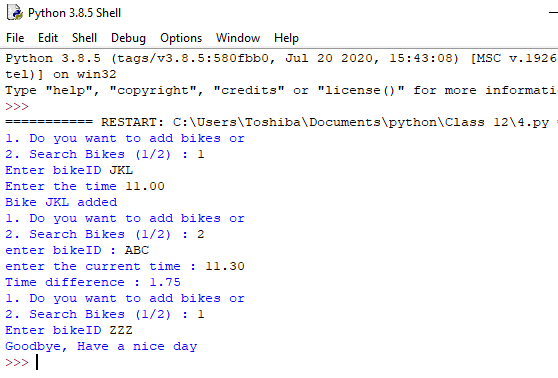 Python 3.8.5 Shell
File Edit Shell Debug Options Window Help
Python 3.8.5 (tags/v3.8.5:580fbb0, Jul 20 2020, 15:43:08) [MSC v.1926
tel)] on win32
Type "help", "copyright", "credits" or "license()" for more informati
>>>
=========== RESTART: C:\Users\Toshiba\Documents\python\Class 12\4.py =
1. Do you want to add bikes or
2. Search Bikes (1/2) : 1
Enter bikeID JKL
Enter the time 11.00
Bike JKL added
1. Do you want to add bikes or
2. Search Bikes (1/2) : 2
enter bikeID : ABC
enter the current time : 11.30
Time difference : 1.75
1. Do you want to add bikes or
2. Search Bikes (1/2) : 1
Enter bikeID ZZZ
Goodbye, Have a nice day
>>>